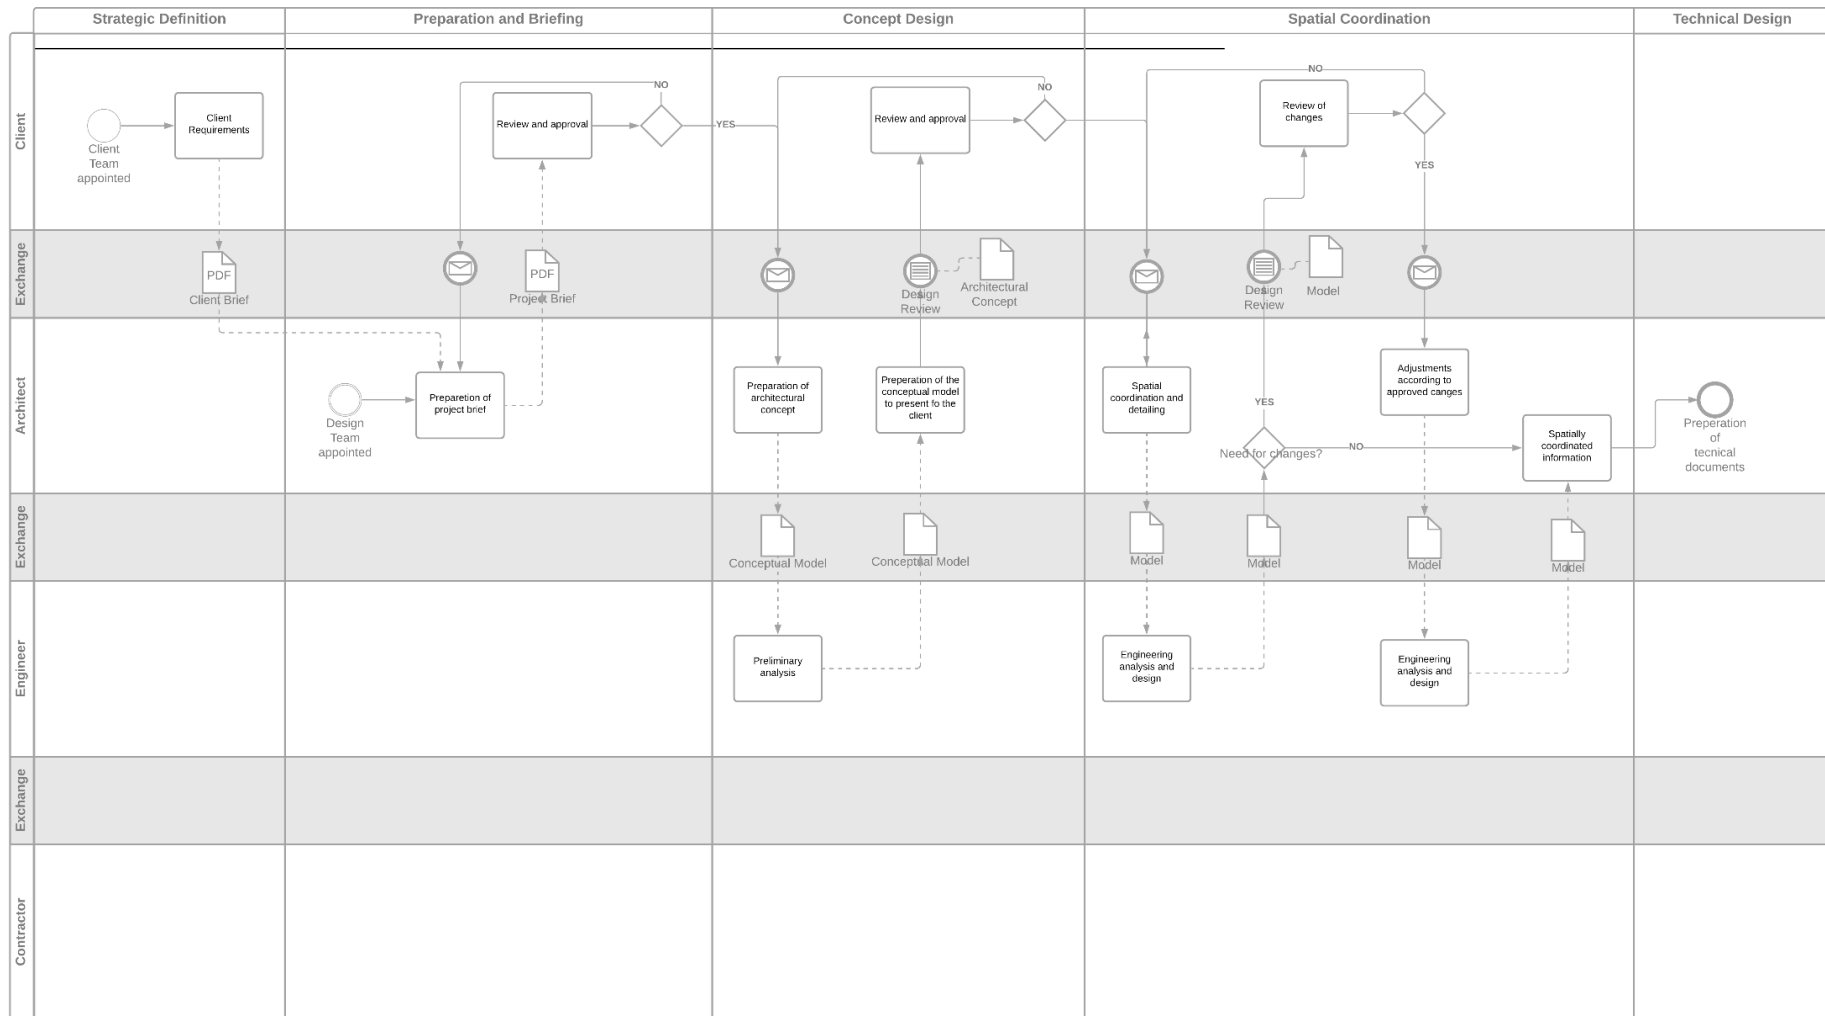 Strategic Definition
Preparation and Briefing
Concept Design
Spatial Coordination
Technical Design
Client
Client
Team
appointed
Client
Requirements
NO
Review and approval
YES
NO
Review and approval
NO
Review of
changes
YES
Exchange
PDF
Client Brief
PDF
Project Brief
Design
Review
Architectural
Concept
Design
Review
Model
Architect
Design
Team
appointed
Preparetion of
project brief
Preparation of
architectural
concept
Preperation of the
conceptual model
to present fo the
client
Spatial
coordination and
detailing
YES
Need for changes?
NO
Adjustments
according to
approved canges
Spatially
coordinated
information
Preperation
of
tecnical
documents
Exchange
Conceptual Model
Conceptual Model
Model
Model
Model
Model
Engineer
Preliminary
analysis
Engineering
analysis and
design
Engineering
analysis and
design
Exchange
Contractor